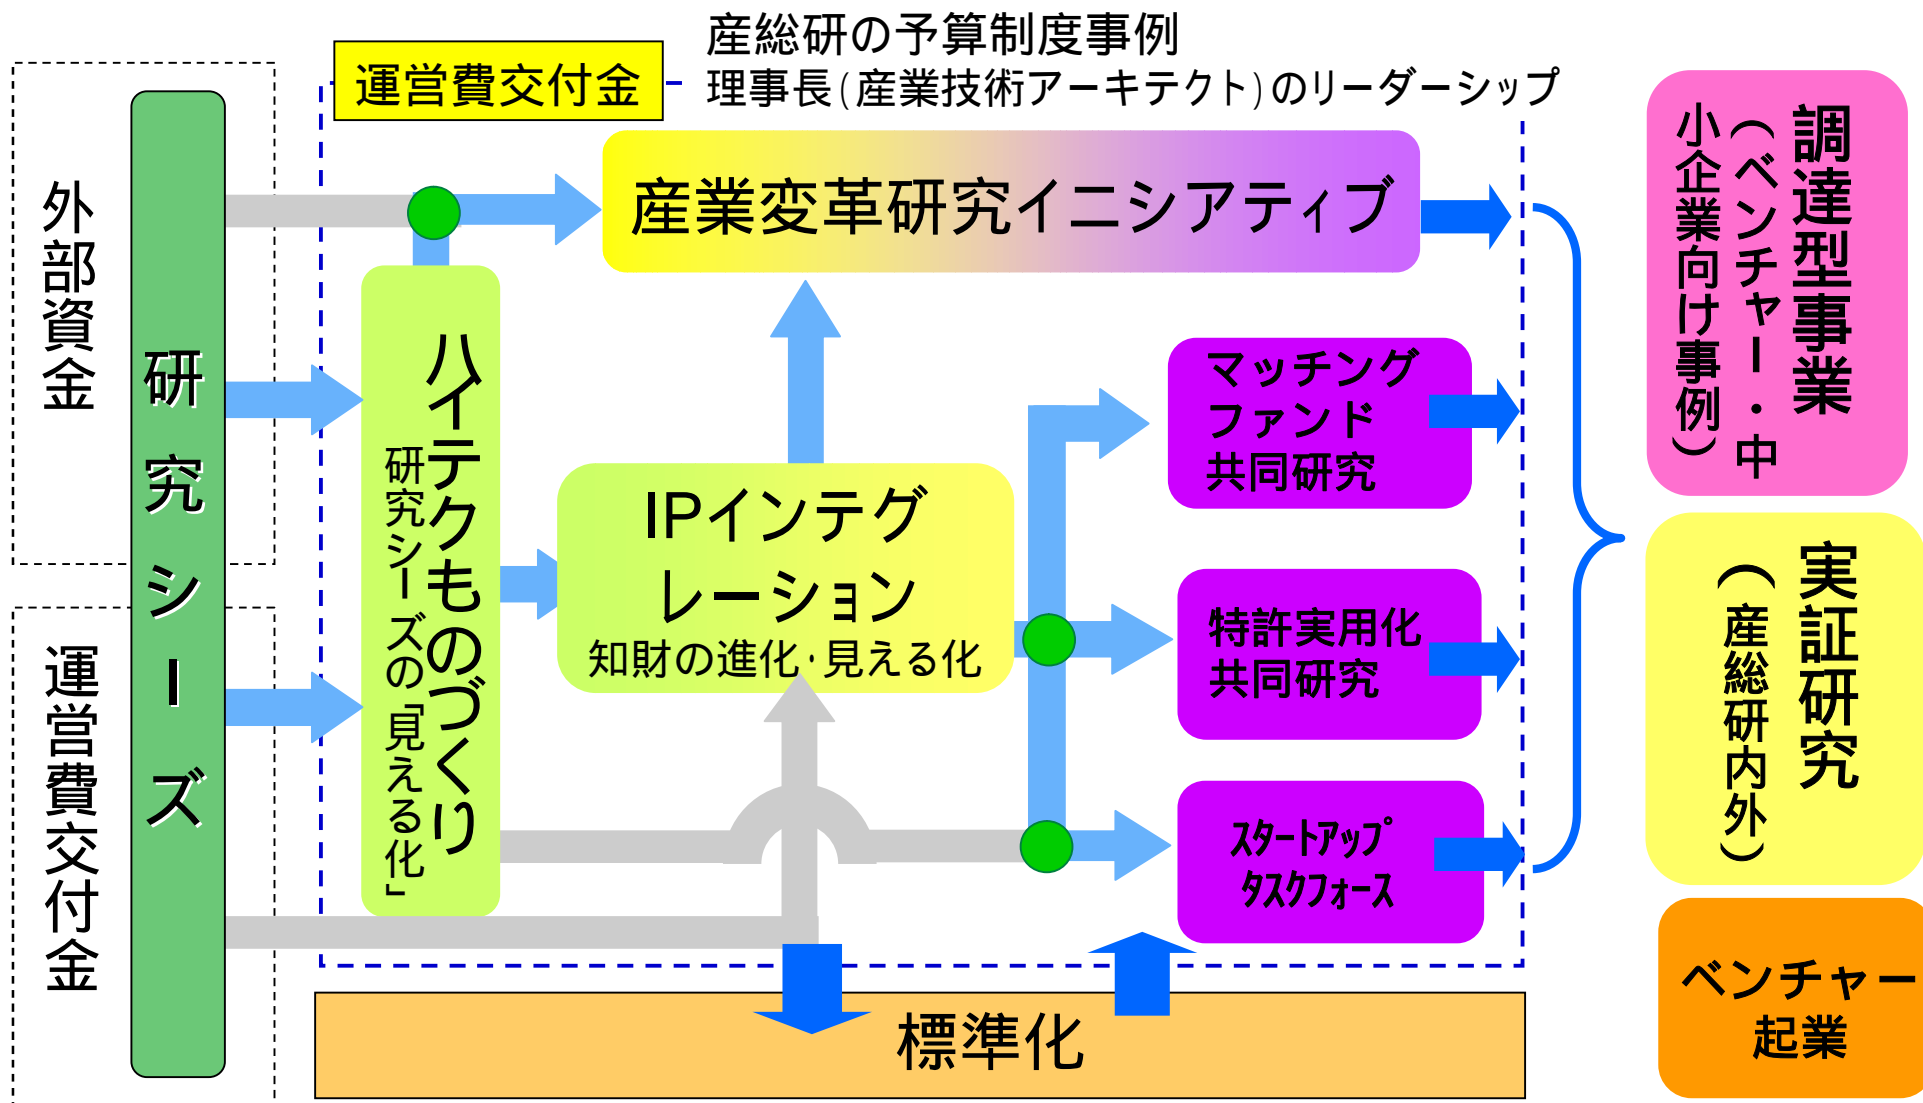 産総研の予算制度事例
理事長(産業技術アーキテクト)のリーダーシップ
運営費交付金
外部資金
運営費交付金
研究シーズ
ハイテクものづくり
研究シーズの「見える化」
産業変革研究イニシアティブ
IPインテグ
レーション
知財の進化・見える化
マッチング
ファンド
共同研究
特許実用化
共同研究
スタートアップ
タスクフォース
標準化
調達型事業
(ベンチャー・中
小企業向け事例)
実証研究
(産総研内外)
ベンチャー
起業